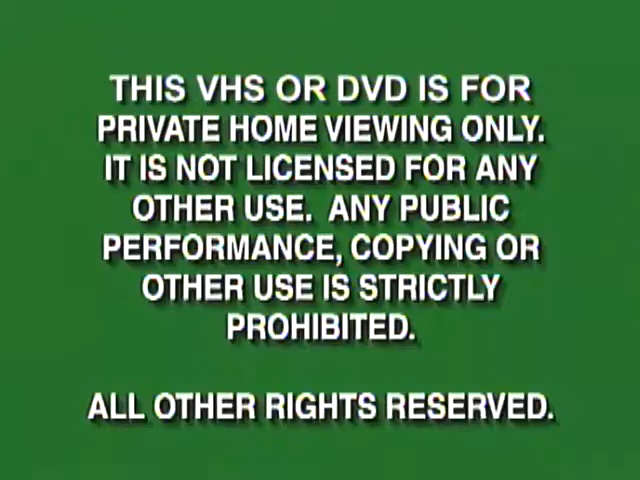 THIS VHS OR DVD IS FOR
PRIVATE HOME VIEWING ONLY.
IT IS NOT LICENSED FOR ANY
OTHER USE.  ANY PUBLIC
PERFORMANCE, COPYING OR
OTHER USE IS STRICTLY
PROHIBITED.
ALL OTHER RIGHTS RESERVED.